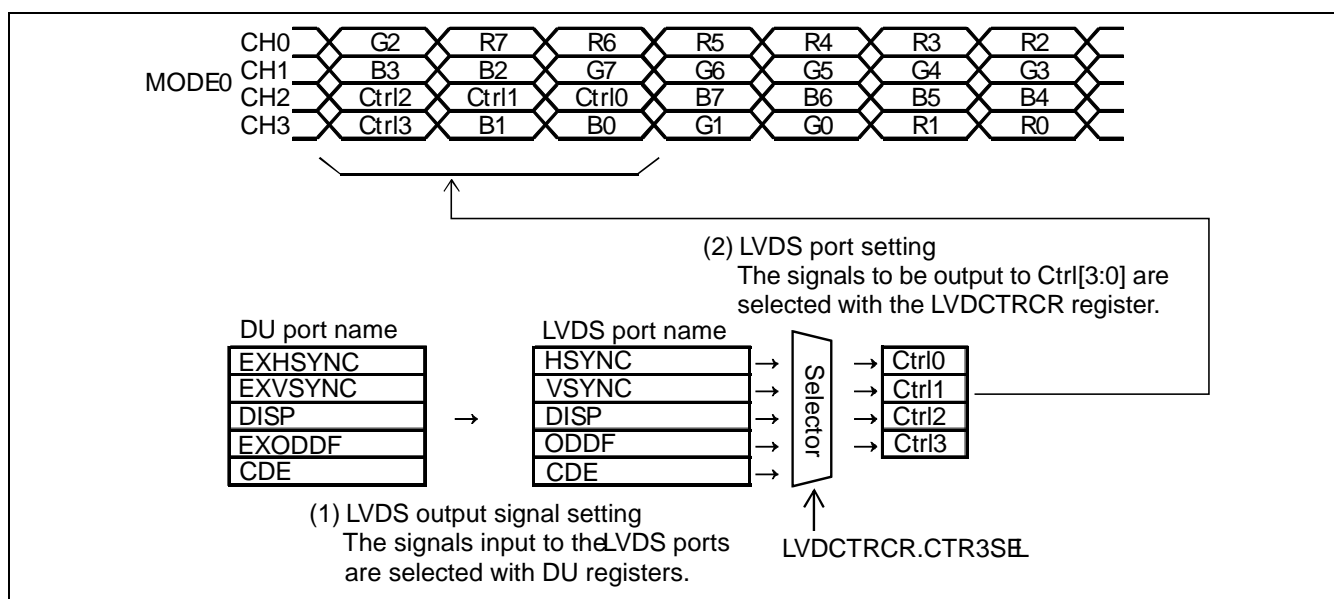 CH0 G2 R7 R6 R5 R4 R3 R2
MODE0 CH1 B3 B2 G7 G6 G5 G4 G3
CH2 Ctrl2 Ctrl1 Ctrl0 B7 B6 B5 B4
CH3 Ctrl3 B1 B0 G1 G0 R1 R0
(2) LVDS port setting
The signals to be output to Ctrl[3:0] are
selected with the LVDCTRCR register.
DU port name LVDS port name
EXHSYNC HSYNC → → Ctrl0
EXVSYNC VSYNC → → Ctrl1
DISP → DISP → → Ctrl2
EXODDF ODDF → → Ctrl3
CDE CDE →
Selector
(1) LVDS output signal setting
The signals input to the LVDS ports
are selected with DU registers.
LVDCTRCR.CTR3SEL